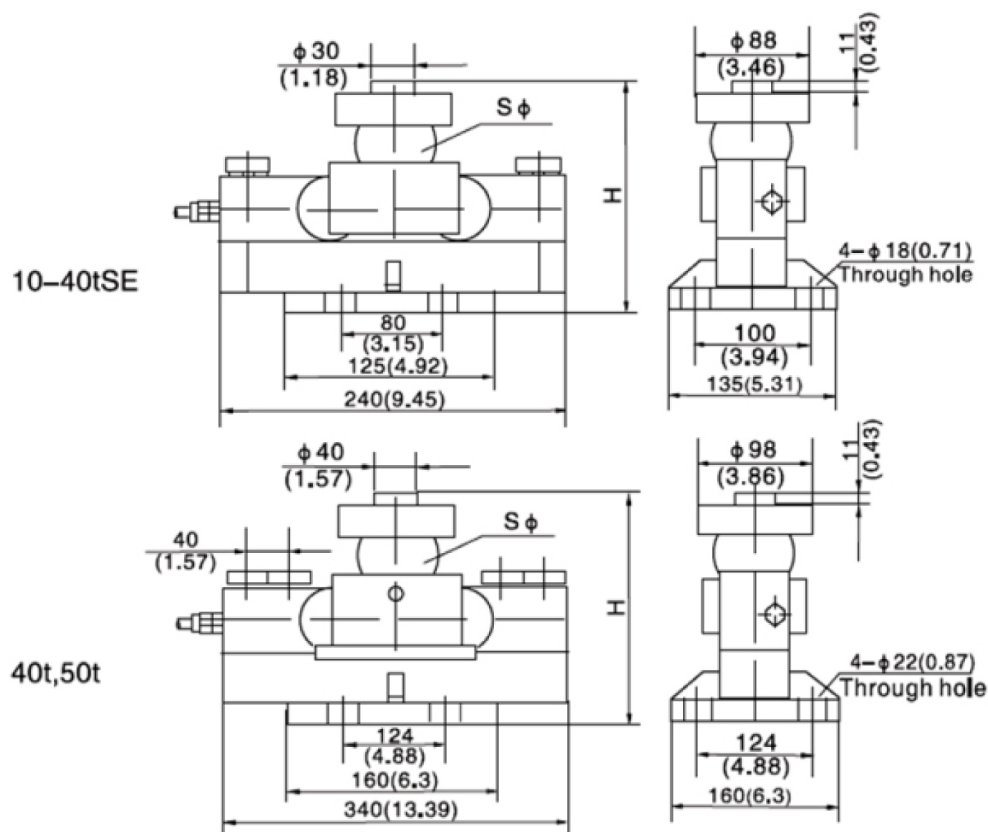 ϕ30
(1.18)
Sϕ
H
ϕ88
(3.46)
11
(0.43)
10-40tSE
4-ϕ18(0.71)
Through hole
80
(3.15)
125(4.92)
240(9.45)
100
(3.94)
135(5.31)
ϕ40
(1.57)
40
(1.57)
Sϕ
H
ϕ98
(3.86)
11
(0.43)
40t,50t
4-ϕ22(0.87)
Through hole
124
(4.88)
160(6.3)
340(13.39)
124
(4.88)
160(6.3)